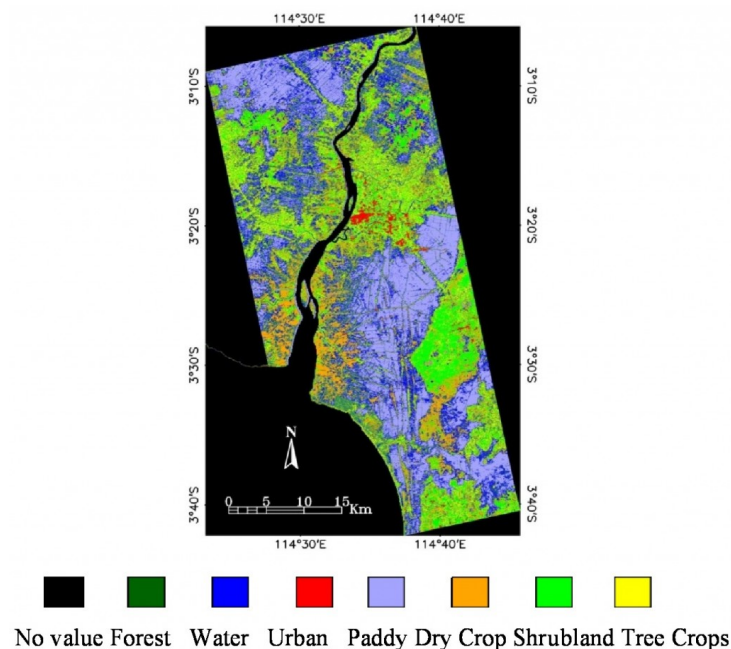 114°30'E 114°40'E
3°10'S 3°10'S
3°20'S 3°20'S
3°30'S 3°30'S
N
0 5 10 15
Km
3°40'S 3°40'S
114°30'E 114°40'E
No value Forest Water Urban Paddy Dry Crop Shrubland Tree Crops